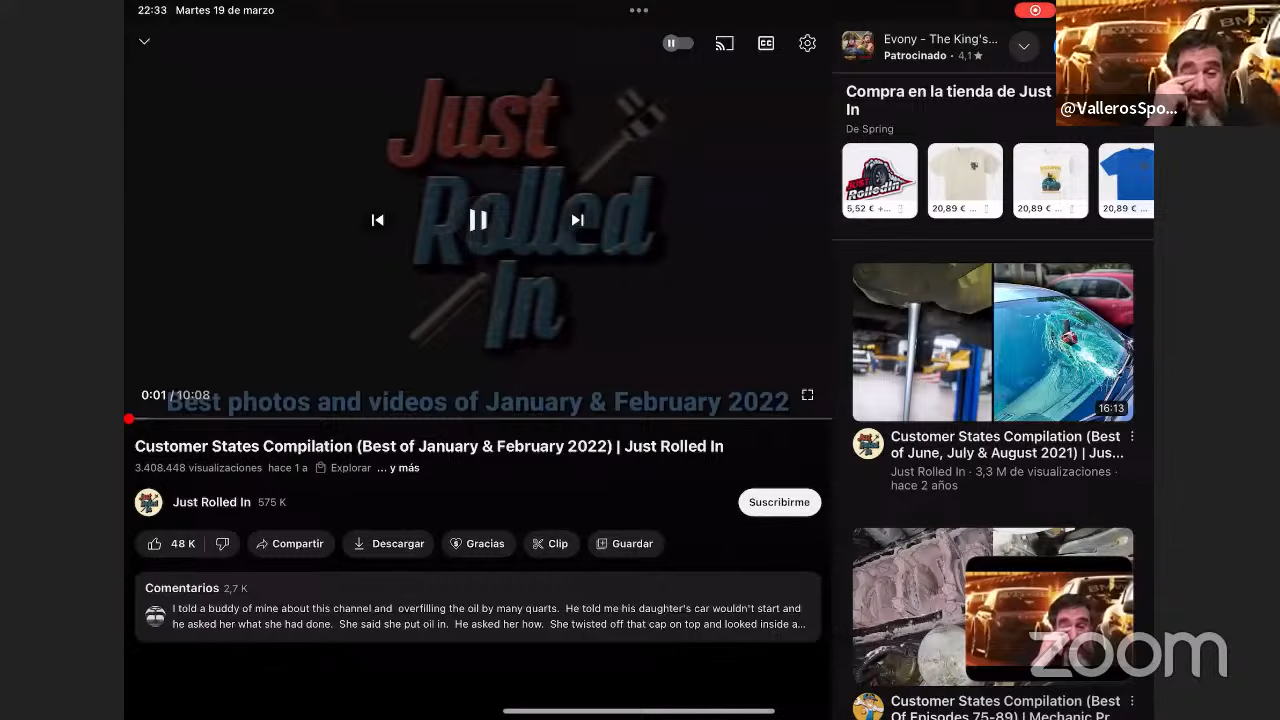 22:33 Martes 19 de marzo
BMW
@VallerosSpo...
Just
Rolled
In
Best photos and videos of January & February 2022
0:01 / 10:08
Customer States Compilation (Best of January & February 2022) | Just Rolled In
3.408.448 visualizaciones hace 1 a Explorar ... y más
Just Rolled In 575 K
Suscribirme
48 K
Compartir
Descargar
Gracias
Clip
Guardar
Comentarios 2,7 K
I told a buddy of mine about this channel and overfilling the oil by many quarts. He told me his daughter's car wouldn't start and
he asked her what she had done. She said she put oil in. He asked her how. She twisted off that cap on top and looked inside a...
Evony - The King's...
Patrocinado · 4,1★
Compra en la tienda de Just
In
De Spring
JUST
RolledIn
5,52 € +...
20,89 € ...
20,89 € ...
20,89 € ...
16:13
Customer States Compilation (Best
of June, July & August 2021) | Jus...
Just Rolled In · 3,3 M de visualizaciones ·
hace 2 años
zoom
Customer States Compilation (Best
Of Episodes 75-89) | Mechanic Pr